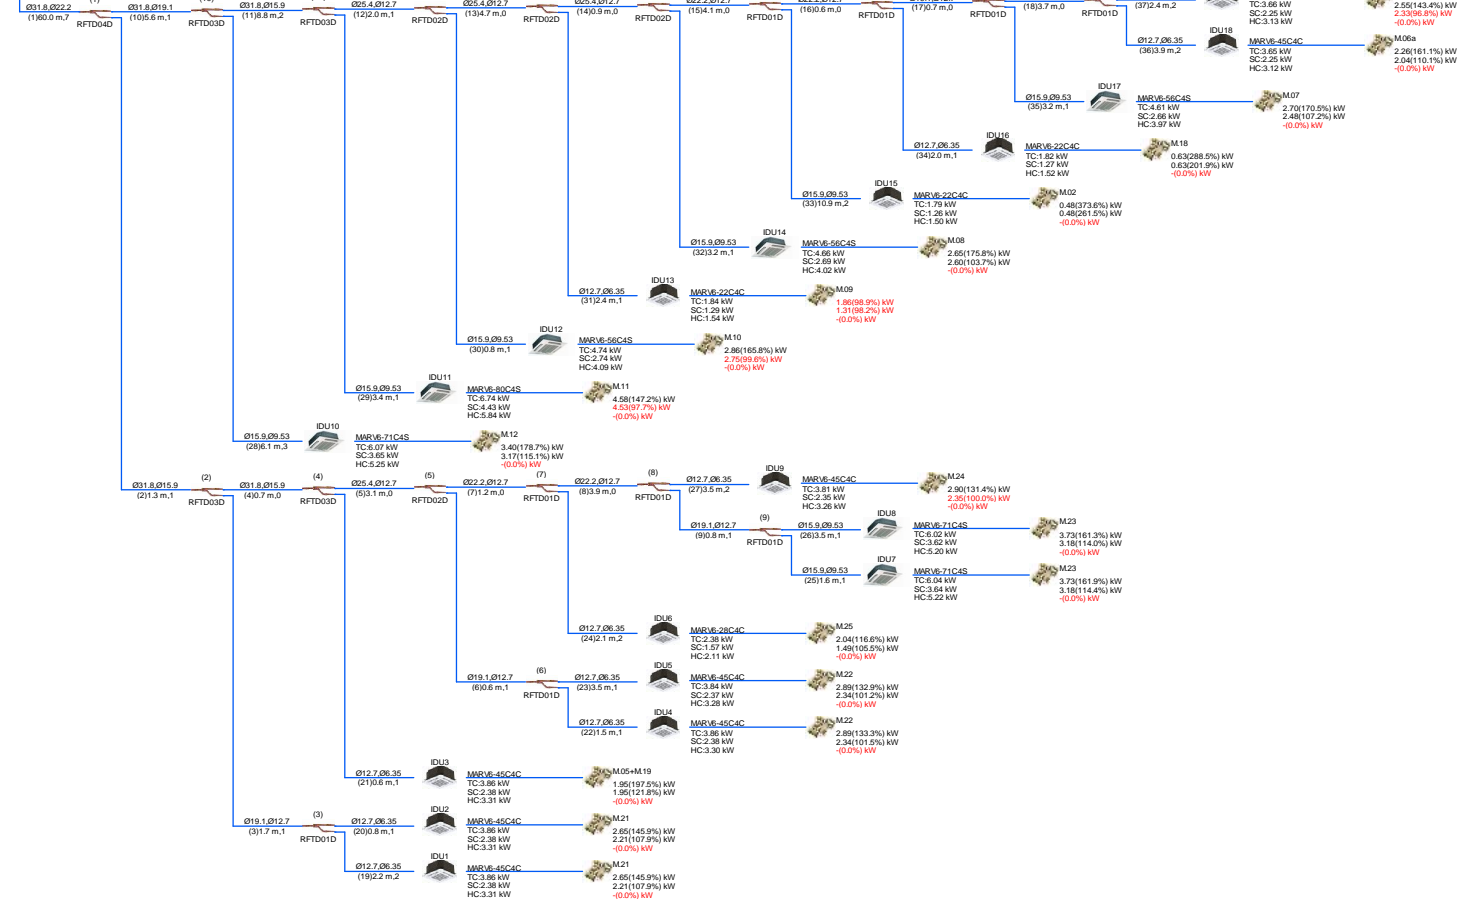 Ø31.8,Ø22.2
(1)60.0 m,7
RFTD04D
Ø31.8,Ø19.1
(10)5.6 m,1
RFTD03D
Ø31.8,Ø15.9
(11)8.8 m,2
RFTD03D
Ø25.4,Ø12.7
(12)2.0 m,1
RFTD02D
Ø25.4,Ø12.7
(13)4.7 m,0
RFTD02D
(14)0.9 m,0
RFTD02D
(15)4.1 m,0
RFTD01D
(16)0.6 m,0
RFTD01D
(17)0.7 m,0
RFTD01D
(18)3.7 m,0
RFTD01D
(37)2.4 m,2
TC:3.66 kW
SC:2.25 kW
HC:3.13 kW
2.55(143.4%) kW
2.33(96.8%) kW
-(0.0%) kW
Ø12.7,Ø6.35
(36)3.9 m,2
IDU18
MARV6-45C4C
TC:3.65 kW
SC:2.25 kW
HC:3.12 kW
M.06a
2.26(161.1%) kW
2.04(110.1%) kW
-(0.0%) kW
Ø15.9,Ø9.53
(35)3.2 m,1
IDU17
MARV6-56C4S
TC:4.61 kW
SC:2.66 kW
HC:3.97 kW
M.07
2.70(170.5%) kW
2.48(107.2%) kW
-(0.0%) kW
Ø12.7,Ø6.35
(34)2.0 m,1
IDU16
MARV6-22C4C
TC:1.82 kW
SC:1.27 kW
HC:1.52 kW
M.18
0.63(288.5%) kW
0.63(201.9%) kW
-(0.0%) kW
Ø15.9,Ø9.53
(33)10.9 m,2
IDU15
MARV6-22C4C
TC:1.79 kW
SC:1.26 kW
HC:1.50 kW
M.02
0.48(373.6%) kW
0.48(261.5%) kW
-(0.0%) kW
Ø15.9,Ø9.53
(32)3.2 m,1
IDU14
MARV6-56C4S
TC:4.66 kW
SC:2.69 kW
HC:4.02 kW
M.08
2.65(175.8%) kW
2.60(103.7%) kW
-(0.0%) kW
Ø12.7,Ø6.35
(31)2.4 m,1
IDU13
MARV6-22C4C
TC:1.84 kW
SC:1.29 kW
HC:1.54 kW
M.09
1.86(98.9%) kW
1.31(98.2%) kW
-(0.0%) kW
Ø15.9,Ø9.53
(30)0.8 m,1
IDU12
MARV6-56C4S
TC:4.74 kW
SC:2.74 kW
HC:4.09 kW
M.10
2.86(165.8%) kW
2.75(99.6%) kW
-(0.0%) kW
Ø15.9,Ø9.53
(29)3.4 m,1
IDU11
MARV6-80C4S
TC:6.74 kW
SC:4.43 kW
HC:5.84 kW
M.11
4.58(147.2%) kW
4.53(97.7%) kW
-(0.0%) kW
Ø15.9,Ø9.53
(28)6.1 m,3
IDU10
MARV6-71C4S
TC:6.07 kW
SC:3.65 kW
HC:5.25 kW
M.12
3.40(178.7%) kW
3.17(115.1%) kW
-(0.0%) kW
Ø31.8,Ø15.9
(2)1.3 m,1
(2)
RFTD03D
Ø31.8,Ø15.9
(4)0.7 m,0
(4)
RFTD03D
Ø25.4,Ø12.7
(5)3.1 m,0
(5)
RFTD02D
Ø22.2,Ø12.7
(7)1.2 m,0
(7)
RFTD01D
Ø22.2,Ø12.7
(8)3.9 m,0
(8)
RFTD01D
Ø12.7,Ø6.35
(27)3.5 m,2
IDU9
MARV6-45C4C
TC:3.81 kW
SC:2.35 kW
HC:3.26 kW
M.24
2.90(131.4%) kW
2.35(100.0%) kW
-(0.0%) kW
Ø19.1,Ø12.7
(9)0.8 m,1
(9)
RFTD01D
Ø15.9,Ø9.53
(26)3.5 m,1
IDU8
MARV6-71C4S
TC:6.02 kW
SC:3.62 kW
HC:5.20 kW
M.23
3.73(161.3%) kW
3.18(114.0%) kW
-(0.0%) kW
Ø15.9,Ø9.53
(25)1.6 m,1
IDU7
MARV6-71C4S
TC:6.04 kW
SC:3.64 kW
HC:5.22 kW
M.23
3.73(161.9%) kW
3.18(114.4%) kW
-(0.0%) kW
Ø12.7,Ø6.35
(24)2.1 m,2
IDU6
MARV6-28C4C
TC:2.38 kW
SC:1.57 kW
HC:2.11 kW
M.25
2.04(116.6%) kW
1.49(105.5%) kW
-(0.0%) kW
Ø19.1,Ø12.7
(6)0.6 m,1
(6)
RFTD01D
Ø12.7,Ø6.35
(23)3.5 m,1
IDU5
MARV6-45C4C
TC:3.84 kW
SC:2.37 kW
HC:3.28 kW
M.22
2.89(132.9%) kW
2.34(101.2%) kW
-(0.0%) kW
Ø12.7,Ø6.35
(22)1.5 m,1
IDU4
MARV6-45C4C
TC:3.86 kW
SC:2.38 kW
HC:3.30 kW
M.22
2.89(133.3%) kW
2.34(101.5%) kW
-(0.0%) kW
Ø12.7,Ø6.35
(21)0.6 m,1
IDU3
MARV6-45C4C
TC:3.86 kW
SC:2.38 kW
HC:3.31 kW
M.05+M.19
1.95(197.5%) kW
1.95(121.8%) kW
-(0.0%) kW
Ø19.1,Ø12.7
(3)1.7 m,1
(3)
RFTD01D
Ø12.7,Ø6.35
(20)0.8 m,1
IDU2
MARV6-45C4C
TC:3.86 kW
SC:2.38 kW
HC:3.31 kW
M.21
2.65(145.9%) kW
2.21(107.9%) kW
-(0.0%) kW
Ø12.7,Ø6.35
(19)2.2 m,2
IDU1
MARV6-45C4C
TC:3.86 kW
SC:2.38 kW
HC:3.31 kW
M.21
2.65(145.9%) kW
2.21(107.9%) kW
-(0.0%) kW